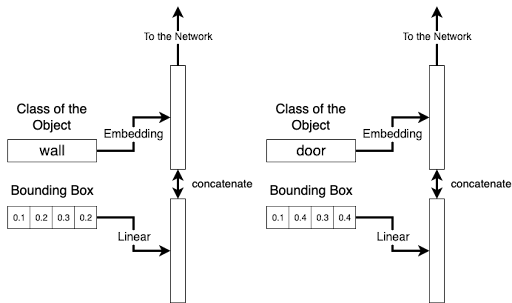 To the Network
Class of the
Object
wall
Embedding
concatenate
Bounding Box
0.1 0.2 0.3 0.2
Linear
To the Network
Class of the
Object
door
Embedding
concatenate
Bounding Box
0.1 0.4 0.3 0.4
Linear